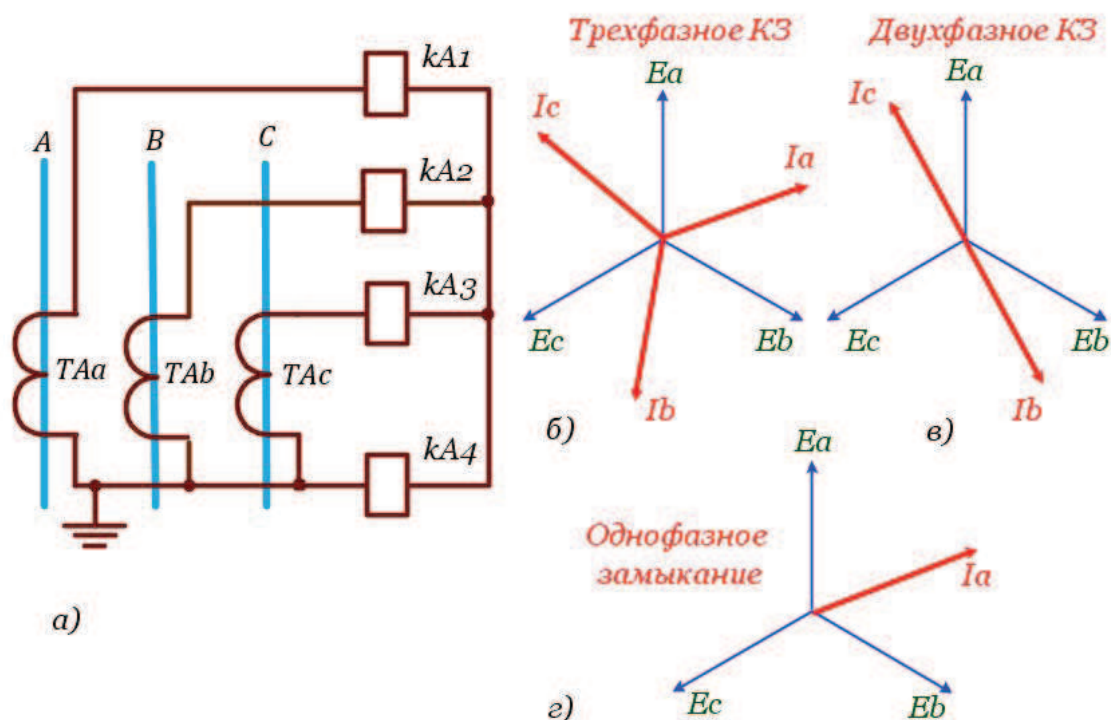 kA1
A
B
C
kA2
kA3
TAa
TAb
TAc
kA4
а)
Трехфазное КЗ
Ea
Ic
Ia
Ec
Eb
Ib
б)
Двухфазное КЗ
Ea
Ic
Ec
Eb
Ib
в)
Однофазное
замыкание
Ea
Ia
Ec
Eb
г)